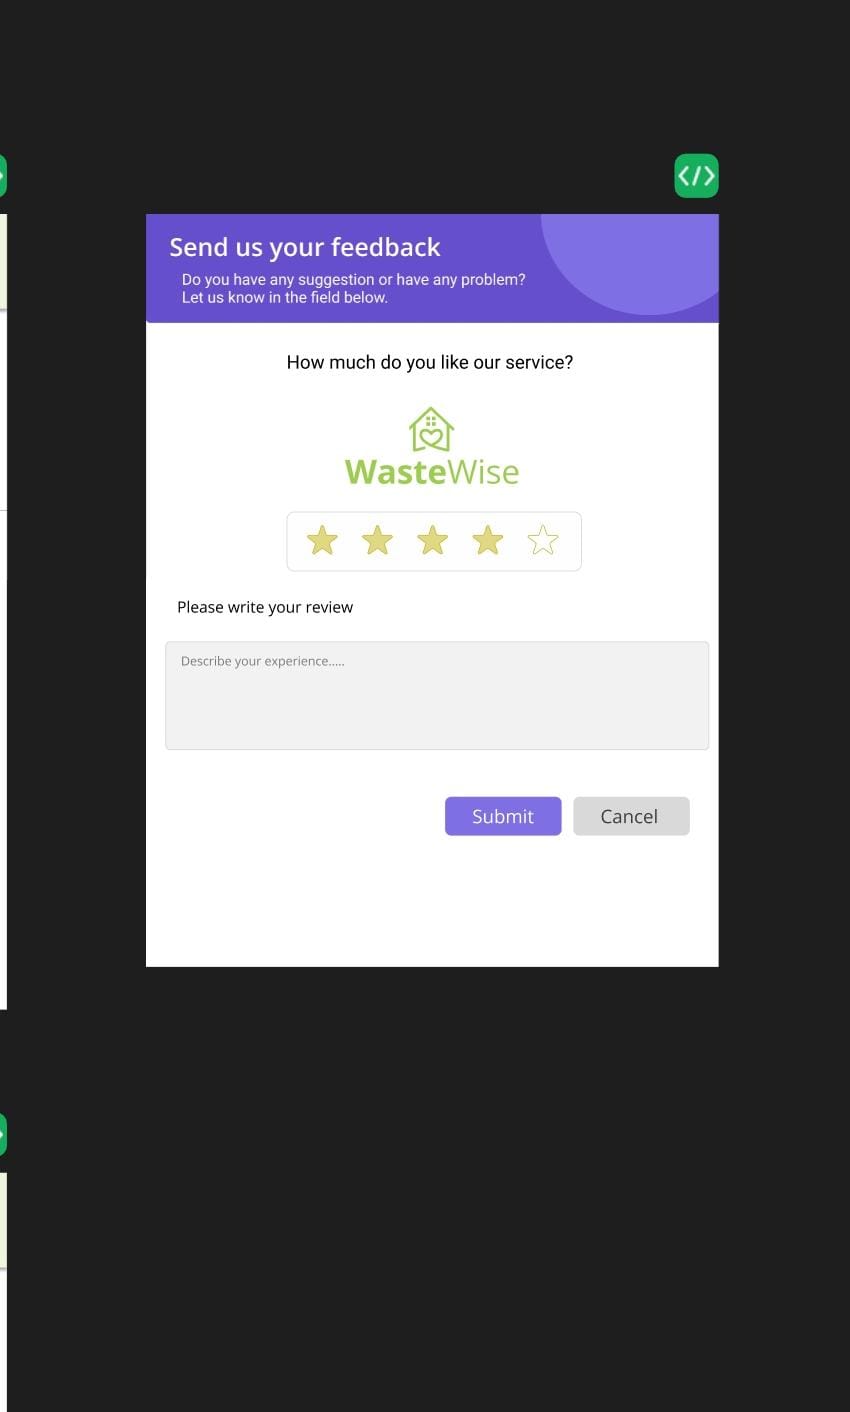 </>
Send us your feedback
Do you have any suggestion or have any problem?
Let us know in the field below.
How much do you like our service?
WasteWise
Please write your review
Describe your experience.....
Submit
Cancel